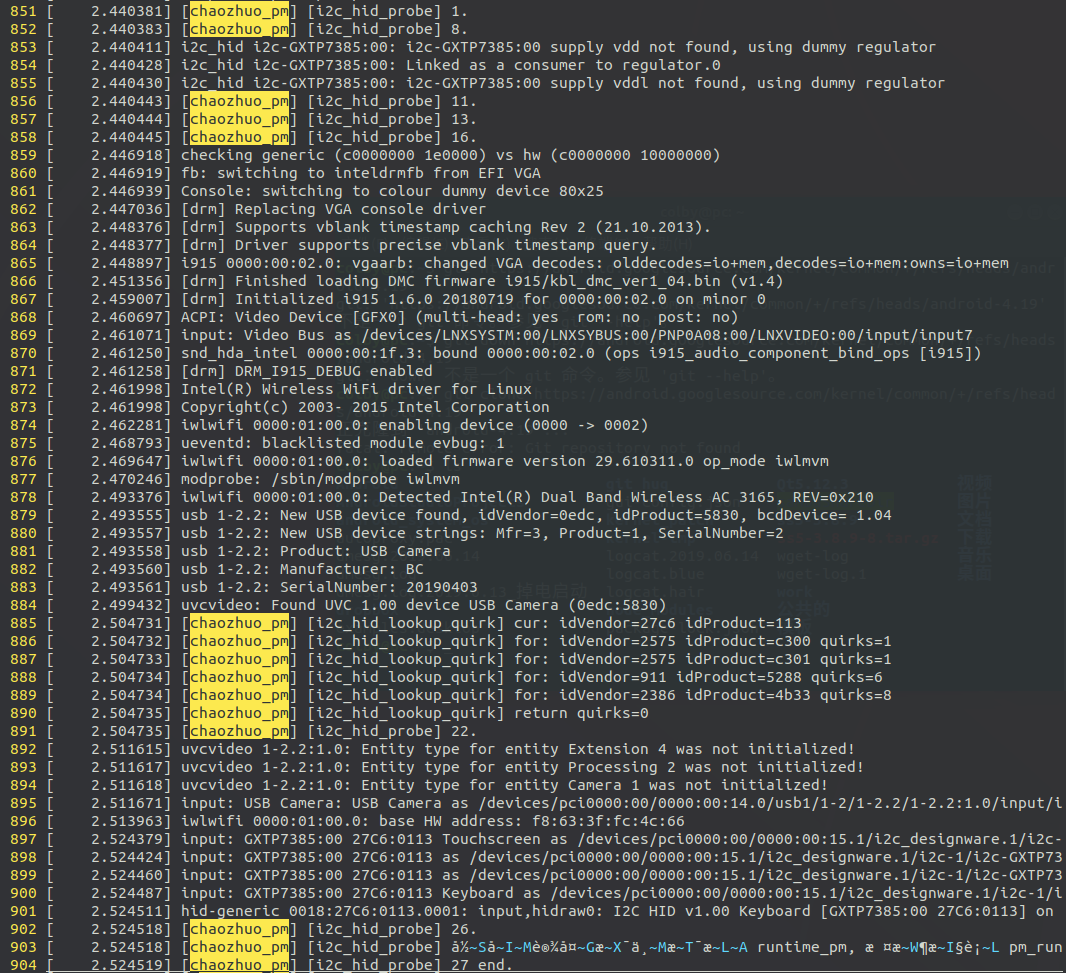 851 [    2.440381] [chaozhuo_pm] [i2c_hid_probe] 1.
852 [    2.440383] [chaozhuo_pm] [i2c_hid_probe] 8.
853 [    2.440411] i2c_hid i2c-GXTP7385:00: i2c-GXTP7385:00 supply vdd not found, using dummy regulator
854 [    2.440428] i2c_hid i2c-GXTP7385:00: Linked as a consumer to regulator.0
855 [    2.440430] i2c_hid i2c-GXTP7385:00: i2c-GXTP7385:00 supply vddl not found, using dummy regulator
856 [    2.440443] [chaozhuo_pm] [i2c_hid_probe] 11.
857 [    2.440444] [chaozhuo_pm] [i2c_hid_probe] 13.
858 [    2.440445] [chaozhuo_pm] [i2c_hid_probe] 16.
859 [    2.446918] checking generic (c0000000 1e0000) vs hw (c0000000 10000000)
860 [    2.446919] fb: switching to inteldrmfb from EFI VGA
861 [    2.446939] Console: switching to colour dummy device 80x25
862 [    2.447036] [drm] Replacing VGA console driver
863 [    2.448376] [drm] Supports vblank timestamp caching Rev 2 (21.10.2013).
864 [    2.448377] [drm] Driver supports precise vblank timestamp query.
865 [    2.448897] i915 0000:00:02.0: vgaarb: changed VGA decodes: olddecodes=io+mem,decodes=io+mem:owns=io+mem
866 [    2.451356] [drm] Finished loading DMC firmware i915/kbl_dmc_ver1_04.bin (v1.4)
867 [    2.459007] [drm] Initialized i915 1.6.0 20180719 for 0000:00:02.0 on minor 0
868 [    2.460697] ACPI: Video Device [GFX0] (multi-head: yes  rom: no  post: no)
869 [    2.461071] input: Video Bus as /devices/LNXSYSTM:00/LNXSYBUS:00/PNP0A08:00/LNXVIDEO:00/input/input7
870 [    2.461250] snd_hda_intel 0000:00:1f.3: bound 0000:00:02.0 (ops i915_audio_component_bind_ops [i915])
871 [    2.461258] [drm] DRM_I915_DEBUG enabled
872 [    2.461998] Intel(R) Wireless WiFi driver for Linux
873 [    2.461998] Copyright(c) 2003- 2015 Intel Corporation
874 [    2.462281] iwlwifi 0000:01:00.0: enabling device (0000 -> 0002)
875 [    2.468793] ueventd: blacklisted module evbug: 1
876 [    2.469647] iwlwifi 0000:01:00.0: loaded firmware version 29.610311.0 op_mode iwlmvm
877 [    2.470246] modprobe: /sbin/modprobe iwlmvm
878 [    2.493376] iwlwifi 0000:01:00.0: Detected Intel(R) Dual Band Wireless AC 3165, REV=0x210
879 [    2.493555] usb 1-2.2: New USB device found, idVendor=0edc, idProduct=5830, bcdDevice= 1.04
880 [    2.493557] usb 1-2.2: New USB device strings: Mfr=3, Product=1, SerialNumber=2
881 [    2.493558] usb 1-2.2: Product: USB Camera
882 [    2.493560] usb 1-2.2: Manufacturer: BC
883 [    2.493561] usb 1-2.2: SerialNumber: 20190403
884 [    2.499432] uvcvideo: Found UVC 1.00 device USB Camera (0edc:5830)
885 [    2.504731] [chaozhuo_pm] [i2c_hid_lookup_quirk] cur: idVendor=27c6 idProduct=113
886 [    2.504732] [chaozhuo_pm] [i2c_hid_lookup_quirk] for: idVendor=2575 idProduct=c300 quirks=1
887 [    2.504733] [chaozhuo_pm] [i2c_hid_lookup_quirk] for: idVendor=2575 idProduct=c301 quirks=1
888 [    2.504734] [chaozhuo_pm] [i2c_hid_lookup_quirk] for: idVendor=911 idProduct=5288 quirks=6
889 [    2.504734] [chaozhuo_pm] [i2c_hid_lookup_quirk] for: idVendor=2386 idProduct=4b33 quirks=8
890 [    2.504735] [chaozhuo_pm] [i2c_hid_lookup_quirk] return quirks=0
891 [    2.504735] [chaozhuo_pm] [i2c_hid_probe] 22.
892 [    2.511615] uvcvideo 1-2.2:1.0: Entity type for entity Extension 4 was not initialized!
893 [    2.511617] uvcvideo 1-2.2:1.0: Entity type for entity Processing 2 was not initialized!
894 [    2.511618] uvcvideo 1-2.2:1.0: Entity type for entity Camera 1 was not initialized!
895 [    2.511671] input: USB Camera: USB Camera as /devices/pci0000:00/0000:00:14.0/usb1/1-2/1-2.2/1-2.2:1.0/input/i
896 [    2.513963] iwlwifi 0000:01:00.0: base HW address: f8:63:3f:fc:4c:66
897 [    2.524379] input: GXTP7385:00 27C6:0113 Touchscreen as /devices/pci0000:00/0000:00:15.1/i2c_designware.1/i2c-
898 [    2.524424] input: GXTP7385:00 27C6:0113 as /devices/pci0000:00/0000:00:15.1/i2c_designware.1/i2c-1/i2c-GXTP73
899 [    2.524460] input: GXTP7385:00 27C6:0113 as /devices/pci0000:00/0000:00:15.1/i2c_designware.1/i2c-1/i2c-GXTP73
900 [    2.524487] input: GXTP7385:00 27C6:0113 Keyboard as /devices/pci0000:00/0000:00:15.1/i2c_designware.1/i2c-1/i
901 [    2.524511] hid-generic 0018:27C6:0113.0001: input,hidraw0: I2C HID v1.00 Keyboard [GXTP7385:00 27C6:0113] on
902 [    2.524518] [chaozhuo_pm] [i2c_hid_probe] 26.
903 [    2.524518] [chaozhuo_pm] [i2c_hid_probe] runtime_pm, pm_run
904 [    2.524519] [chaozhuo_pm] [i2c_hid_probe] 27 end.